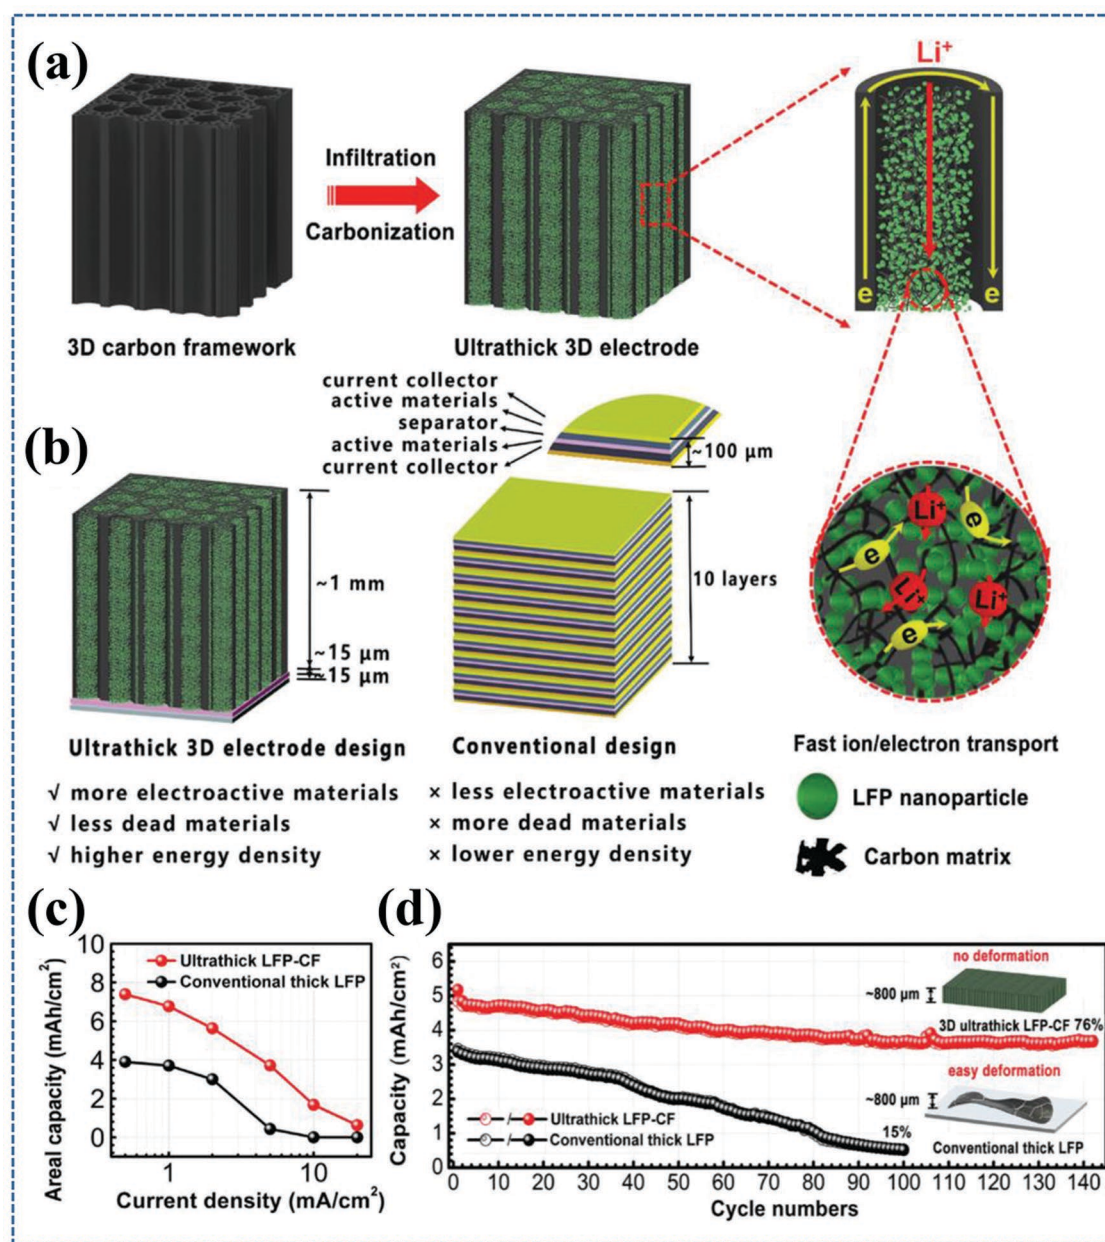 (a)
Li⁺
Infiltration
Carbonization
e
e
3D carbon framework
Ultrathick 3D electrode
(b)
current collector
active materials
separator
active materials
current collector
~100 μm
~1 mm
~15 μm
~15 μm
10 layers
Li⁺
e
e
Li⁺
Li⁺
e
Ultrathick 3D electrode design
√ more electroactive materials
√ less dead materials
√ higher energy density
Conventional design
× less electroactive materials
× more dead materials
× lower energy density
Fast ion/electron transport
LFP nanoparticle
Carbon matrix
(c)
Areal capacity (mAh/cm²)
10
8
6
4
2
0
Ultrathick LFP-CF
Conventional thick LFP
1
10
Current density (mA/cm²)
(d)
Capacity (mAh/cm²)
6
5
4
3
2
1
0
no deformation
~800 μm
3D ultrathick LFP-CF 76%
easy deformation
~800 μm
15%
Conventional thick LFP
Ultrathick LFP-CF
Conventional thick LFP
0 10 20 30 40 50 60 70 80 90 100 110 120 130 140
Cycle numbers